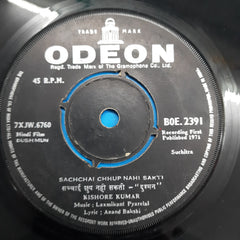 TRADE MARK
ODEON
Regd. Trade Mark of The Gramophone Co., Ltd.
45 R.P.M.
7XJW.6760
Hindi Film
DUSHMUN
BOE.2391
Recording First
Published 1971
Suchitra
SACHCHAI CHHUP NAHI SAKTI
सच्चाई छुप नहीं सकती - "दुश्मन"
KISHORE KUMAR
Music : Laxmikant Pyarelal
Lyric : Anand Bakshi